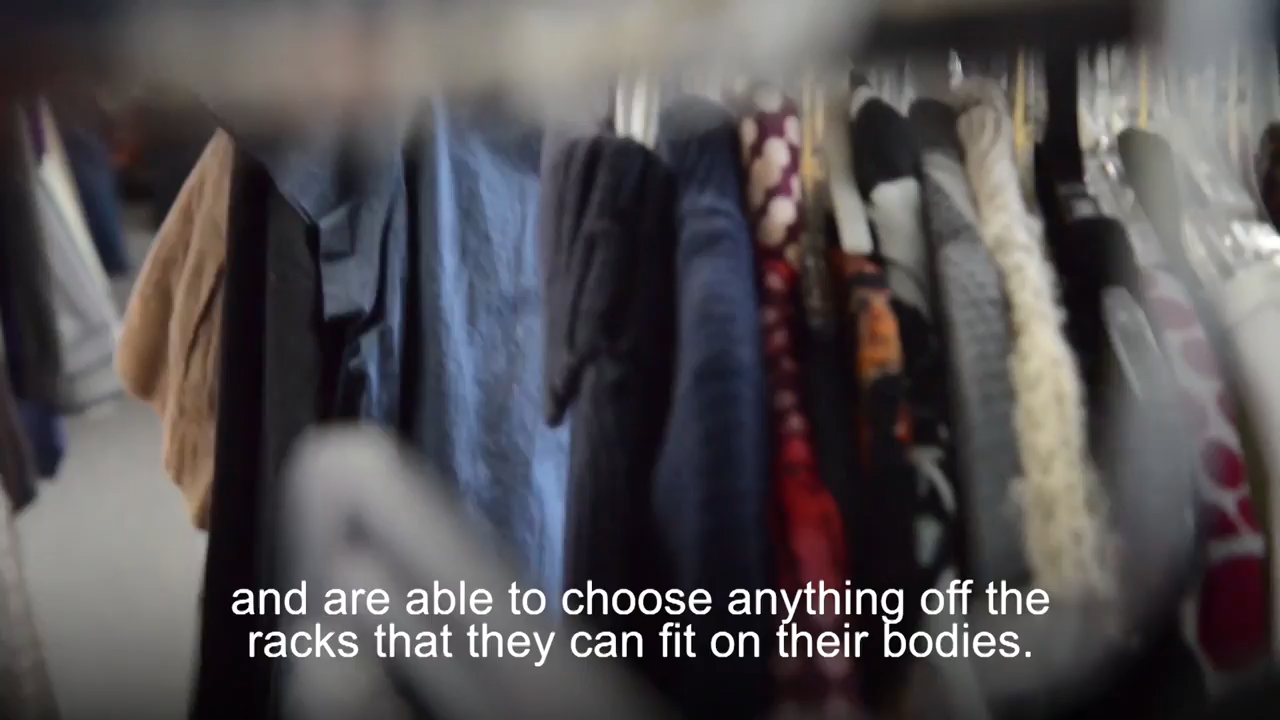 and are able to choose anything off the
racks that they can fit on their bodies.